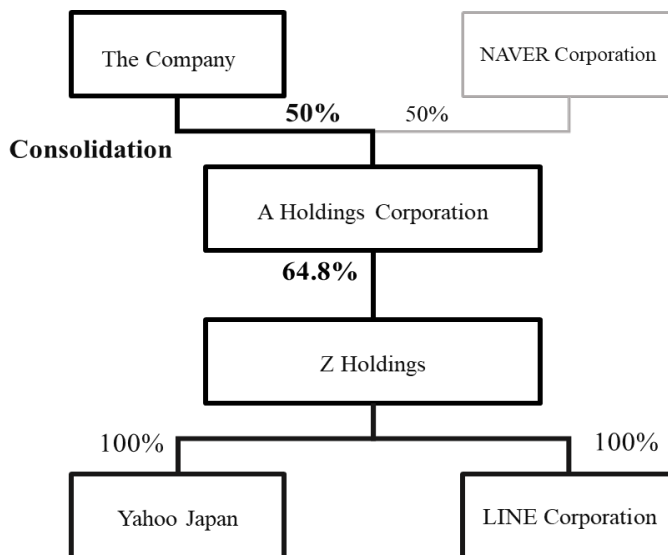 The Company
NAVER Corporation
50%
50%
Consolidation
A Holdings Corporation
64.8%
Z Holdings
100%
100%
Yahoo Japan
LINE Corporation